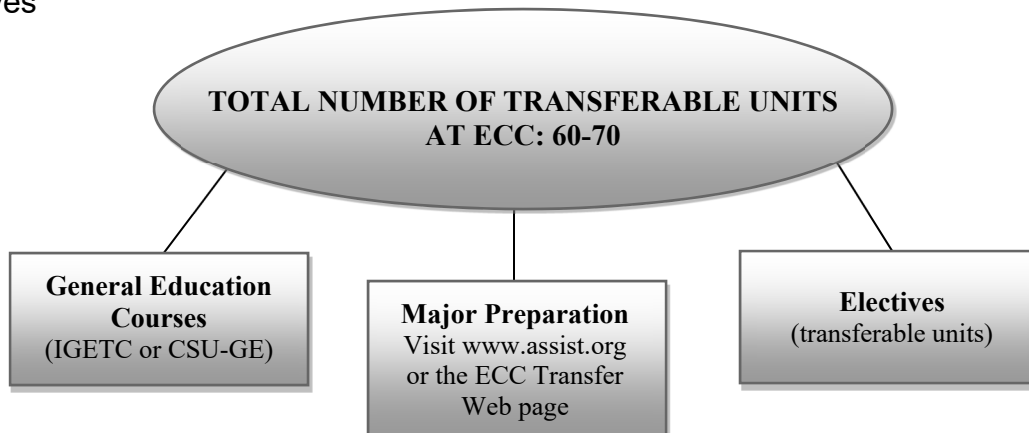 TOTAL NUMBER OF TRANSFERABLE UNITS
AT ECC: 60-70
General Education
Courses
(IGETC or CSU-GE)
Major Preparation
Visit www.assist.org
or the ECC Transfer
Web page
Electives
(transferable units)